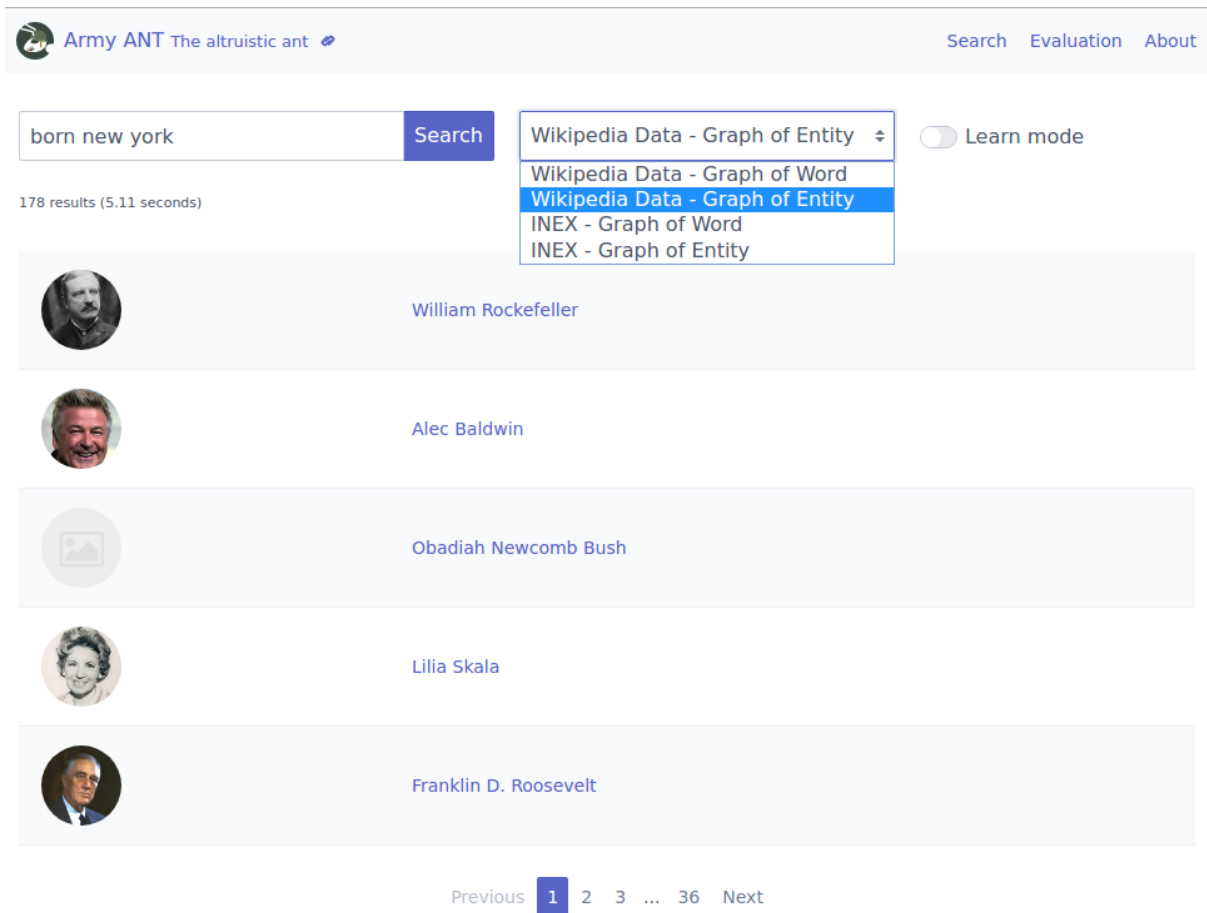 Army ANT The altruistic ant Search Evaluation About
born new york Search Wikipedia Data - Graph of Entity Learn mode
Wikipedia Data - Graph of Word
178 results (5.11 seconds) Wikipedia Data - Graph of Entity
INEX - Graph of Word
INEX - Graph of Entity
William Rockefeller
Alec Baldwin
Obadiah Newcomb Bush
Lilia Skala
Franklin D. Roosevelt
Previous 1 2 3 ... 36 Next